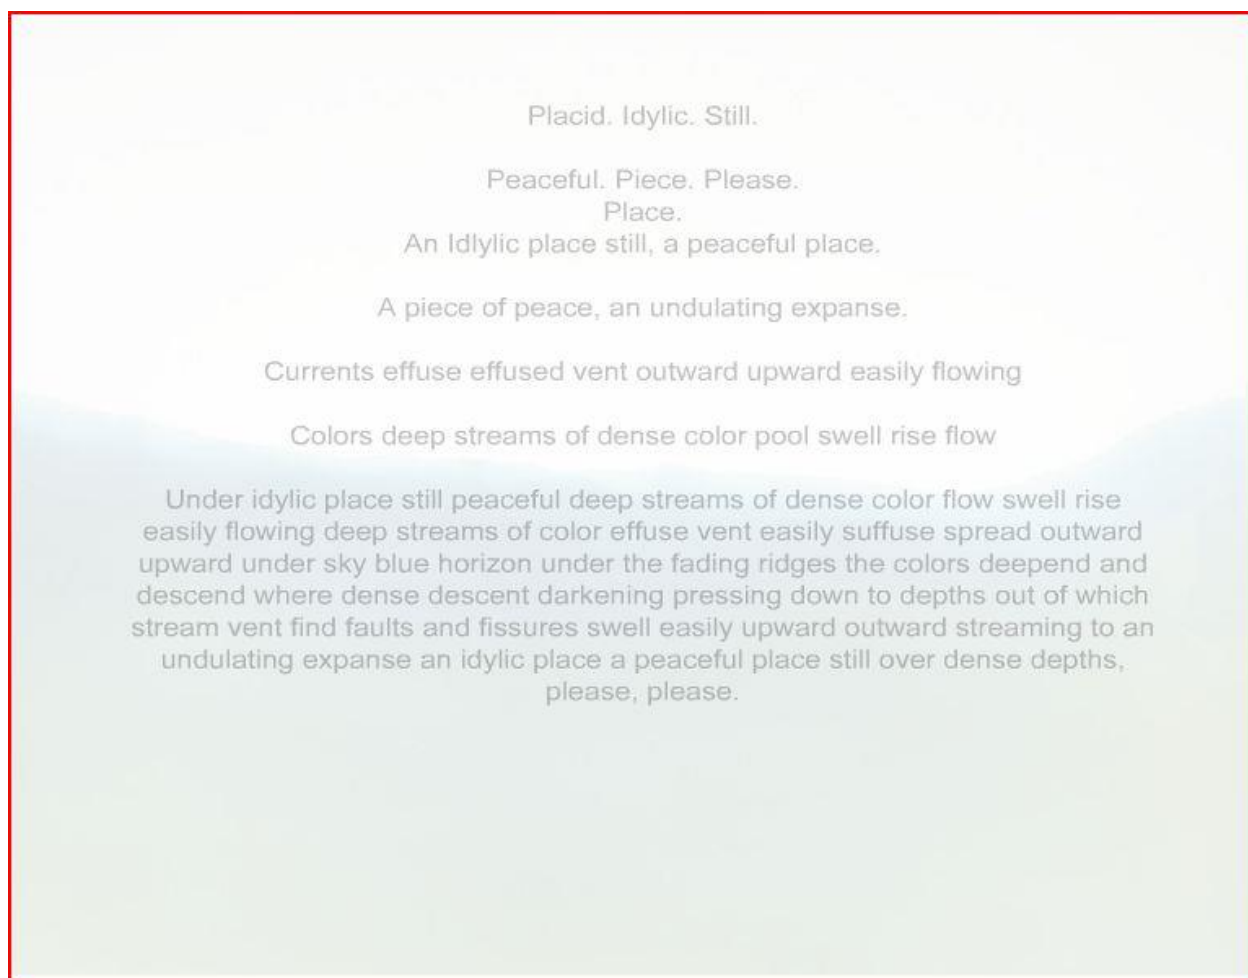 Placid. Idylic. Still.
Peaceful. Piece. Please.
Place.
An Idlylic place still, a peaceful place.
A piece of peace, an undulating expanse.
Currents effuse effused vent outward upward easily flowing
Colors deep streams of dense color pool swell rise flow
Under idylic place still peaceful deep streams of dense color flow swell rise
easily flowing deep streams of color effuse vent easily suffuse spread outward
upward under sky blue horizon under the fading ridges the colors deepend and
descend where dense descent darkening pressing down to depths out of which
stream vent find faults and fissures swell easily upward outward streaming to an
undulating expanse an idylic place a peaceful place still over dense depths,
please, please.